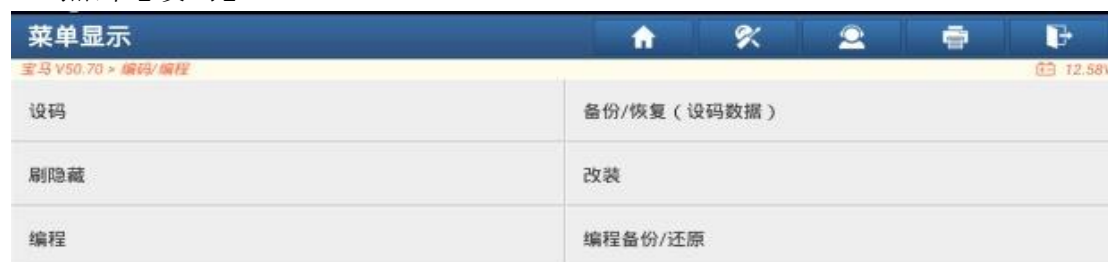 菜单显示
宝马 V50.70 > 编码/编程
12.58V
设码
备份/恢复（设码数据）
刷隐藏
改装
编程
编程备份/还原